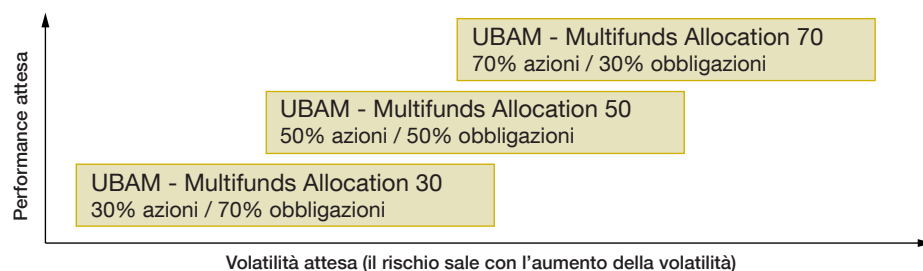 Performance attesa
UBAM - Multifunds Allocation 70
70% azioni / 30% obbligazioni
UBAM - Multifunds Allocation 50
50% azioni / 50% obbligazioni
UBAM - Multifunds Allocation 30
30% azioni / 70% obbligazioni
Volatilità attesa (il rischio sale con l'aumento della volatilità)